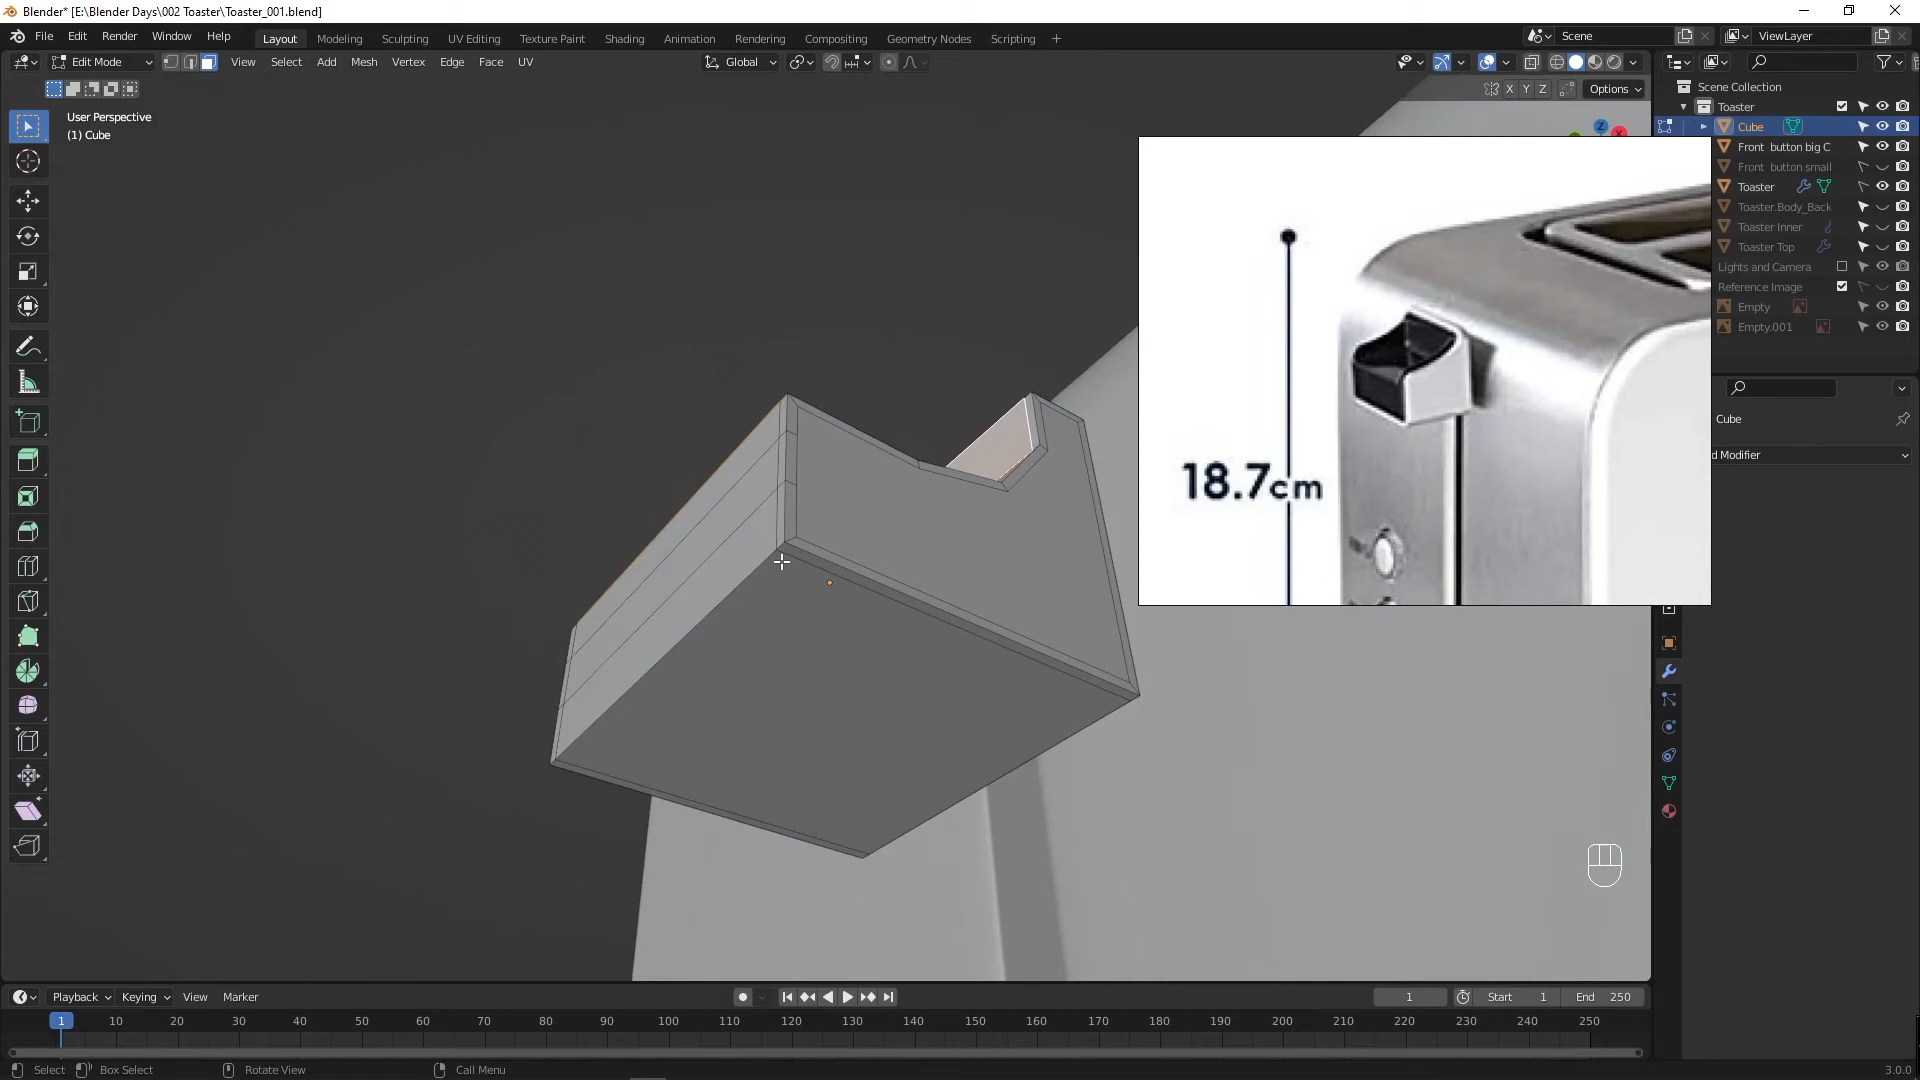 Blender* [E:\Blender Days\002 Toaster\Toaster_001.blend]
File Edit Render Window Help Layout Modeling Sculpting UV Editing Texture Paint Shading Animation Rendering Compositing Geometry Nodes Scripting + Scene ViewLayer
Edit Mode View Select Add Mesh Vertex Edge Face UV Global
X Y Z Options
User Perspective
(1) Cube
Z
X
Scene Collection
Toaster
Cube
Front button big C
Front button small
Toaster
Toaster.Body_Back
Toaster Inner
Toaster Top
Lights and Camera
Reference Image
Empty
Empty.001
Cube
d Modifier
18.7cm
Playback Keying View Marker 1 Start 1 End 250
1 10 20 30 40 50 60 70 80 90 100 110 120 130 140 150 160 170 180 190 200 210 220 230 240 250
Select Box Select Rotate View Call Menu 3.0.0